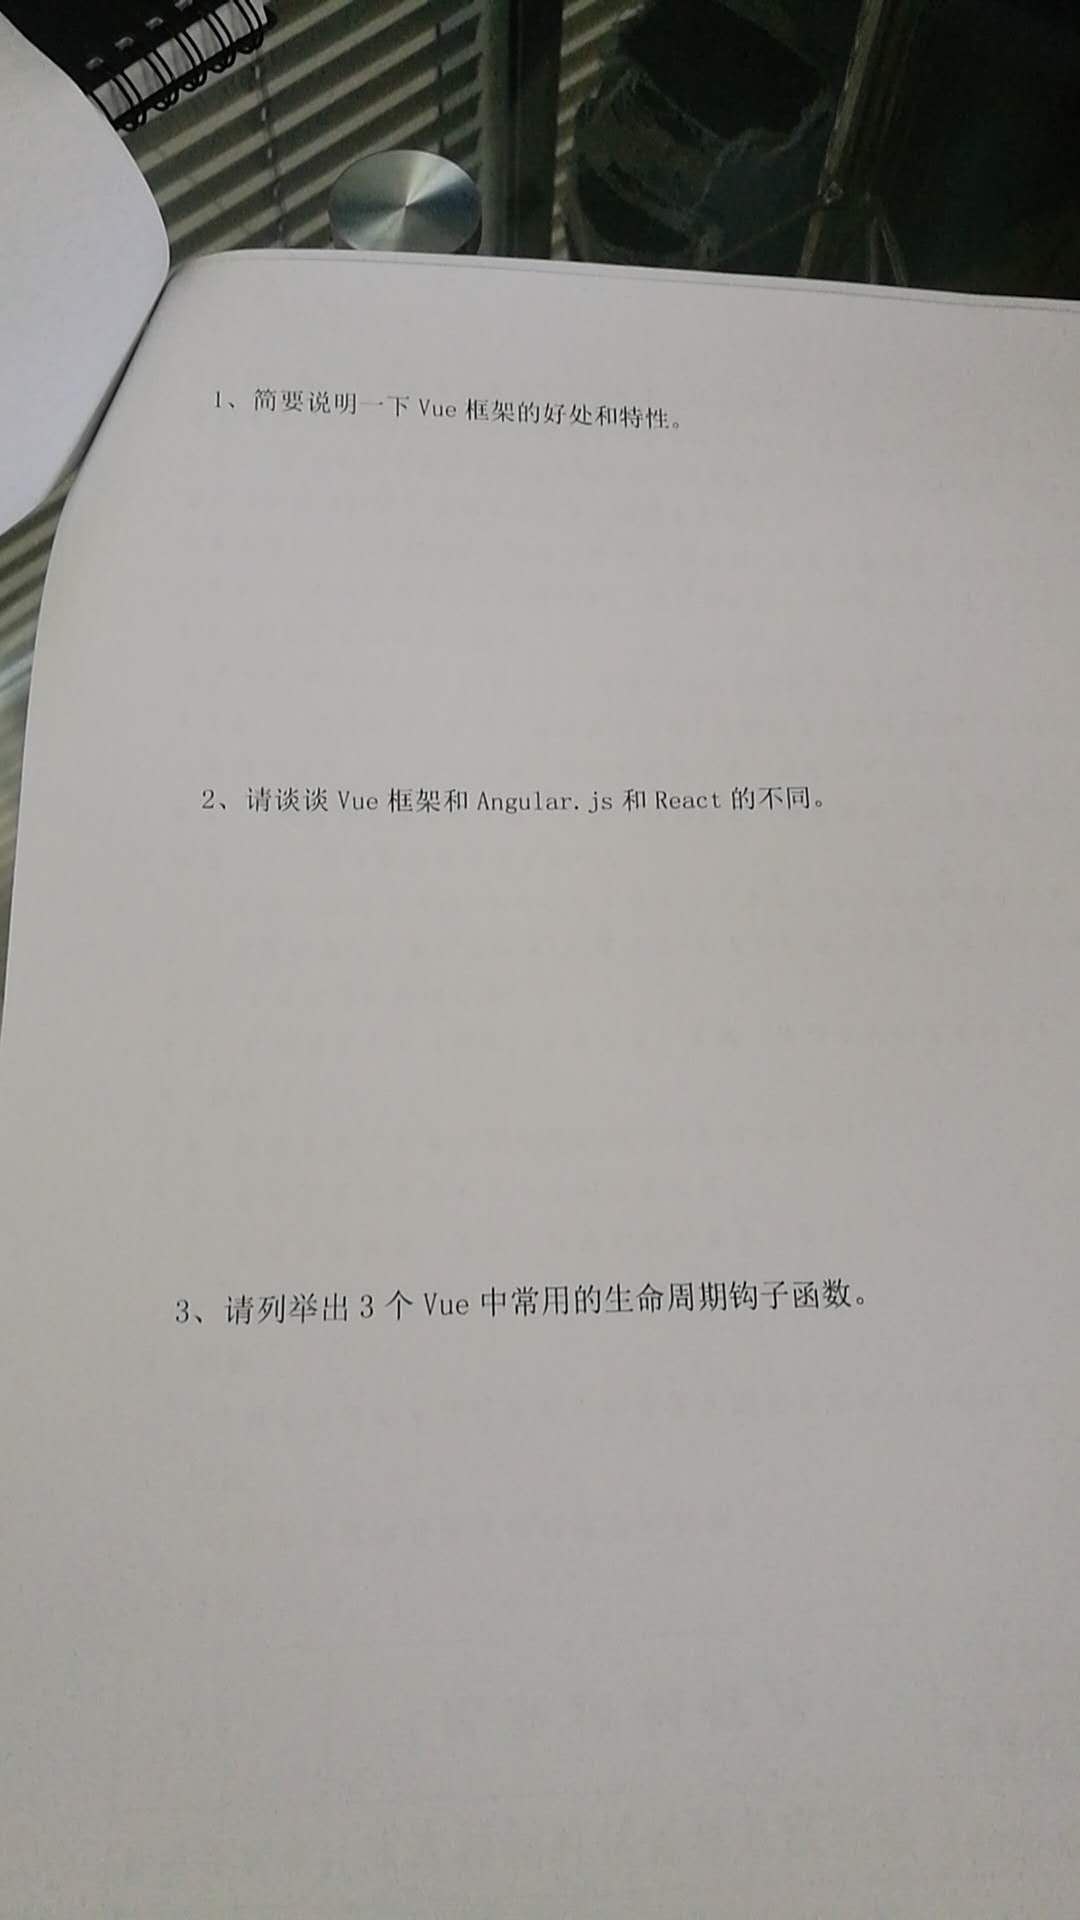 1、简要说明一下 Vue 框架的好处和特性。
2、请谈谈 Vue 框架和 Angular.js 和 React 的不同。
3、请列举出 3 个 Vue 中常用的生命周期钩子函数。